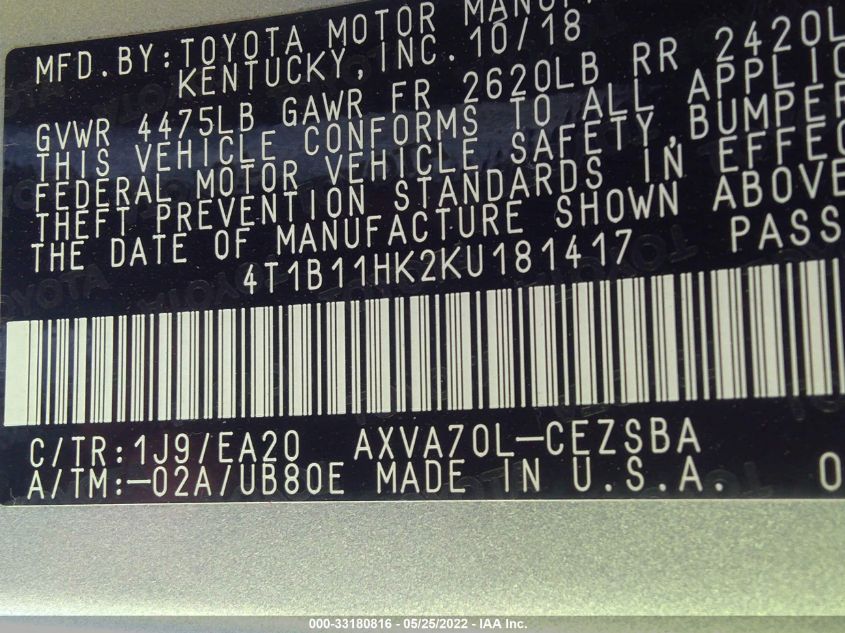 MFD.BY:TOYOTA MOTOR MANUF
KENTUCKY,INC. 10/18
GVWR 4475LB GAWR FR 2620LB RR 2420L
THIS VEHICLE CONFORMS TO ALL APPLIC
FEDERAL MOTOR VEHICLE SAFETY,BUMPER
THEFT PREVENTION STANDARDS IN EFFEC
THE DATE OF MANUFACTURE SHOWN ABOVE
4T1B11HK2KU181417 PASS
C/TR:1J9/EA20 AXVA70L-CEZSBA
A/TM:-02A/UB80E MADE IN U.S.A. 0
000-33180816 - 05/25/2022 - IAA Inc.